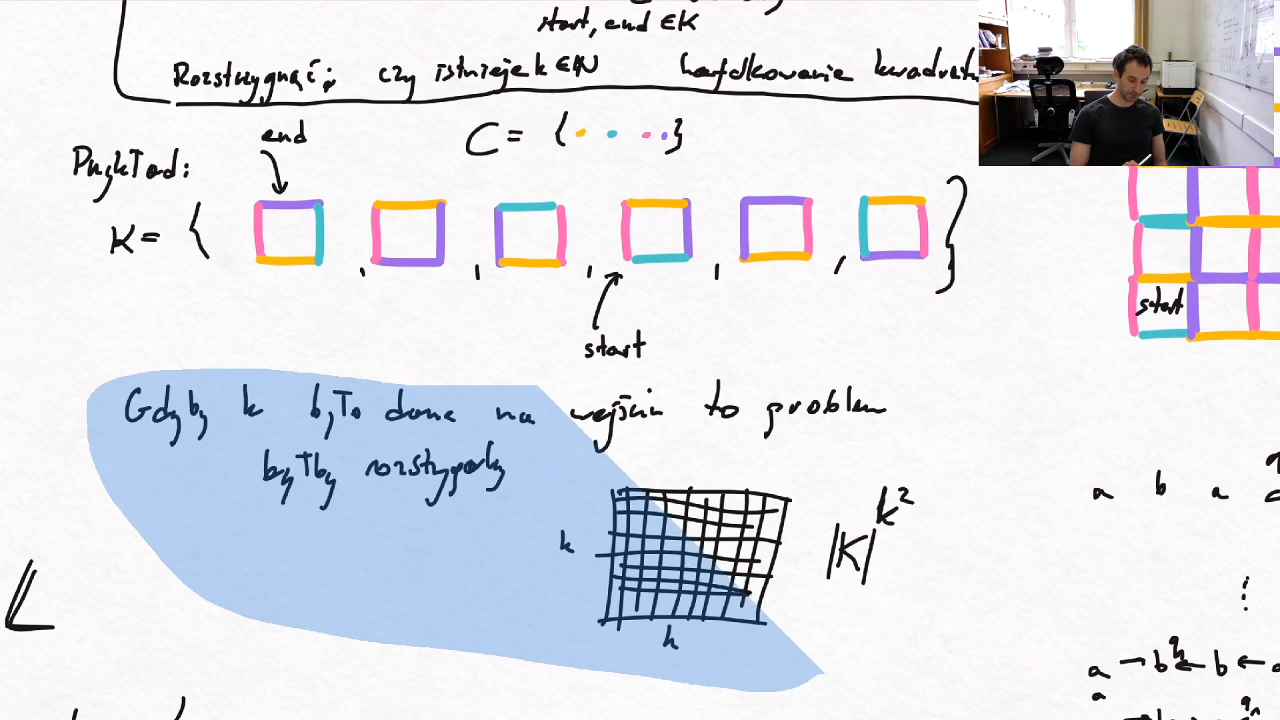 start, end ∈ K
Rozstrzygnąć: czy istnieje k ∈ ℕ kafelkowanie kwadratu
end
C = { }
Przykład:
K = { , , , , , }
start
start
Gdyby k było dane na wejściu to problem
byłby rozstrzygalny
a b a
k
|K|^{k²}
k
a → b ← b ←
a